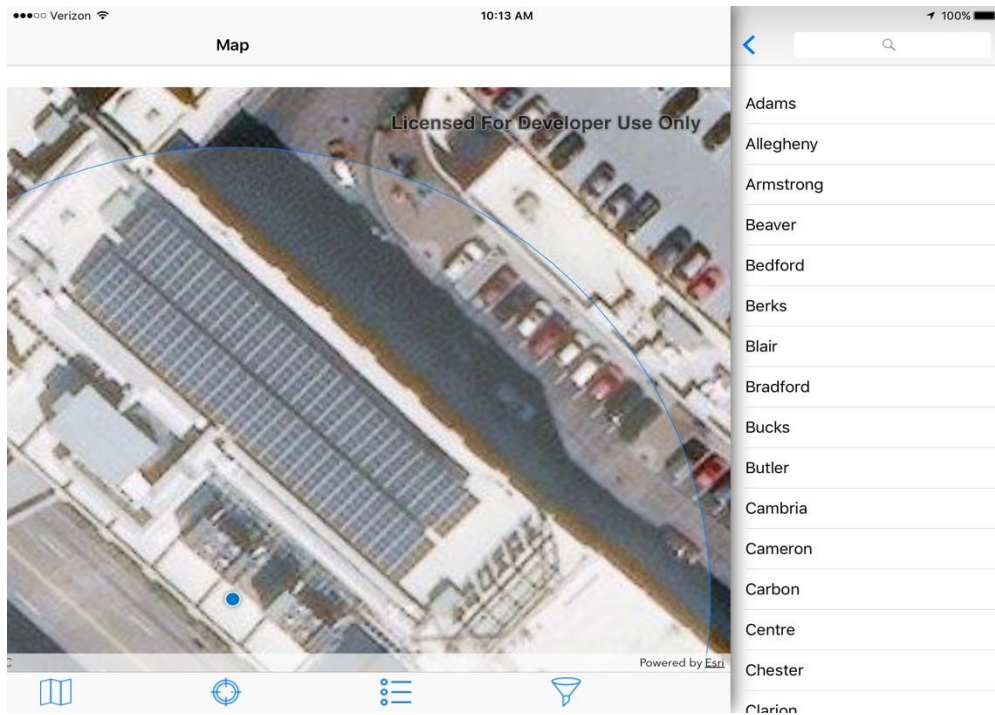 Verizon
10:13 AM
100%
Map
Licensed For Developer Use Only
Adams
Allegheny
Armstrong
Beaver
Bedford
Berks
Blair
Bradford
Bucks
Butler
Cambria
Cameron
Carbon
Centre
Chester
Clarion
Powered by Esri